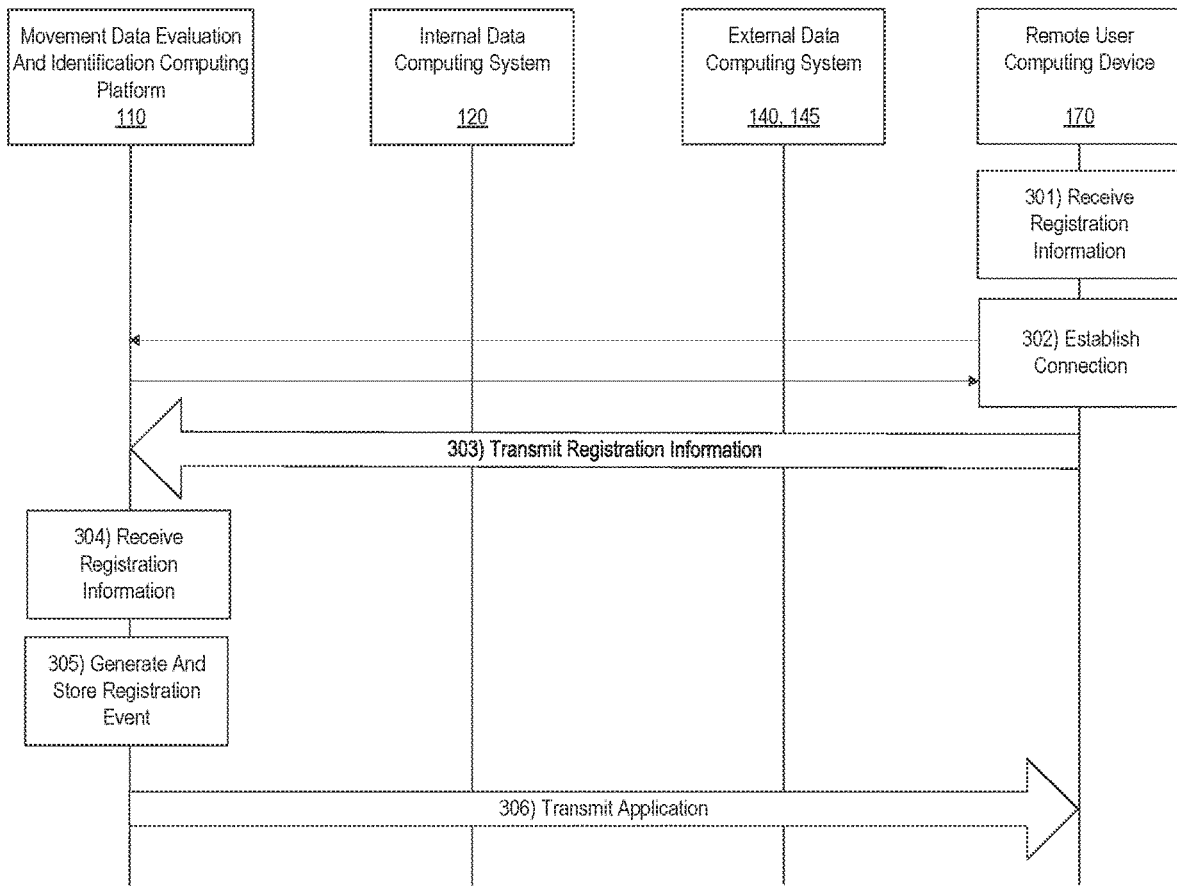 Movement Data Evaluation
And Identification Computing
Platform
110
Internal Data
Computing System
120
External Data
Computing System
140, 145
Remote User
Computing Device
170
301) Receive
Registration
Information
302) Establish
Connection
303) Transmit Registration Information
304) Receive
Registration
Information
305) Generate And
Store Registration
Event
306) Transmit Application